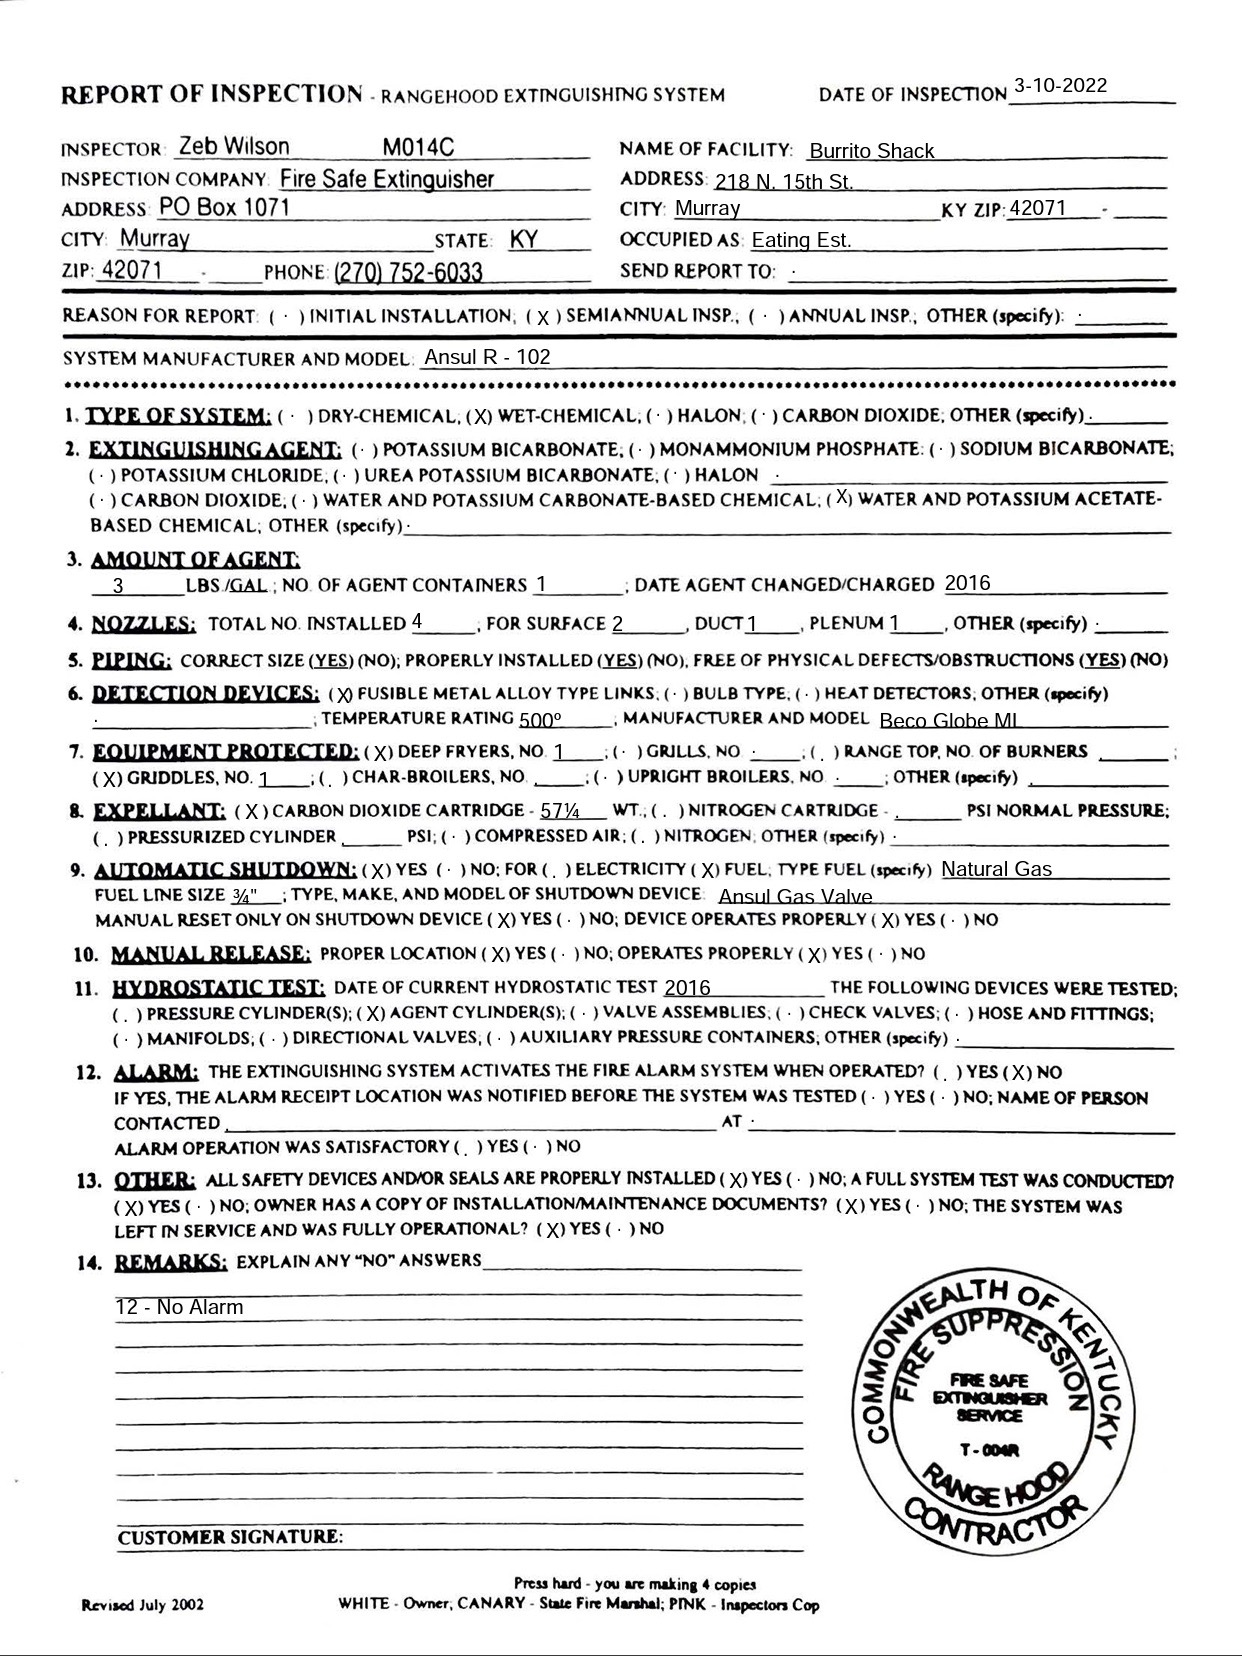 REPORT OF INSPECTION - RANGEHOOD EXTINGUISHING SYSTEM DATE OF INSPECTION 3-10-2022
INSPECTOR: Zeb Wilson M014C NAME OF FACILITY: Burrito Shack
INSPECTION COMPANY: Fire Safe Extinguisher ADDRESS: 218 N. 15th St.
ADDRESS: PO Box 1071 CITY: Murray KY ZIP: 42071 -
CITY: Murray STATE: KY OCCUPIED AS: Eating Est.
ZIP: 42071 - PHONE: (270) 752-6033 SEND REPORT TO:
REASON FOR REPORT: ( ) INITIAL INSTALLATION; (X) SEMIANNUAL INSP.; ( ) ANNUAL INSP.; OTHER (specify):
SYSTEM MANUFACTURER AND MODEL: Ansul R - 102
1. TYPE OF SYSTEM: ( ) DRY-CHEMICAL, (X) WET-CHEMICAL; ( ) HALON; ( ) CARBON DIOXIDE; OTHER (specify)
2. EXTINGUISHING AGENT: ( ) POTASSIUM BICARBONATE; ( ) MONAMMONIUM PHOSPHATE: ( ) SODIUM BICARBONATE;
( ) POTASSIUM CHLORIDE; ( ) UREA POTASSIUM BICARBONATE; ( ) HALON
( ) CARBON DIOXIDE; ( ) WATER AND POTASSIUM CARBONATE-BASED CHEMICAL; (X) WATER AND POTASSIUM ACETATE-
BASED CHEMICAL; OTHER (specify)
3. AMOUNT OF AGENT:
3 LBS./GAL.; NO. OF AGENT CONTAINERS 1 ; DATE AGENT CHANGED/CHARGED 2016
4. NOZZLES: TOTAL NO. INSTALLED 4 ; FOR SURFACE 2 , DUCT 1 , PLENUM 1 , OTHER (specify)
5. PIPING: CORRECT SIZE (YES) (NO); PROPERLY INSTALLED (YES) (NO), FREE OF PHYSICAL DEFECTS/OBSTRUCTIONS (YES) (NO)
6. DETECTION DEVICES: (X) FUSIBLE METAL ALLOY TYPE LINKS; ( ) BULB TYPE; ( ) HEAT DETECTORS; OTHER (specify)
; TEMPERATURE RATING 500º , MANUFACTURER AND MODEL Beco Globe ML
7. EQUIPMENT PROTECTED: (X) DEEP FRYERS, NO. 1 ; ( ) GRILLS, NO. ; ( ) RANGE TOP, NO. OF BURNERS ;
(X) GRIDDLES, NO. 1 ; ( ) CHAR-BROILERS, NO. ; ( ) UPRIGHT BROILERS, NO. ; OTHER (specify)
8. EXPELLANT: (X) CARBON DIOXIDE CARTRIDGE - 57¼ WT.; ( ) NITROGEN CARTRIDGE - PSI NORMAL PRESSURE;
( ) PRESSURIZED CYLINDER PSI; ( ) COMPRESSED AIR; ( ) NITROGEN; OTHER (specify)
9. AUTOMATIC SHUTDOWN: (X) YES ( ) NO; FOR ( ) ELECTRICITY (X) FUEL; TYPE FUEL (specify) Natural Gas
FUEL LINE SIZE ¾" ; TYPE, MAKE, AND MODEL OF SHUTDOWN DEVICE: Ansul Gas Valve
MANUAL RESET ONLY ON SHUTDOWN DEVICE (X) YES ( ) NO; DEVICE OPERATES PROPERLY (X) YES ( ) NO
10. MANUAL RELEASE: PROPER LOCATION (X) YES ( ) NO; OPERATES PROPERLY (X) YES ( ) NO
11. HYDROSTATIC TEST: DATE OF CURRENT HYDROSTATIC TEST 2016 THE FOLLOWING DEVICES WERE TESTED;
( ) PRESSURE CYLINDER(S); (X) AGENT CYLINDER(S); ( ) VALVE ASSEMBLIES; ( ) CHECK VALVES; ( ) HOSE AND FITTINGS;
( ) MANIFOLDS; ( ) DIRECTIONAL VALVES; ( ) AUXILIARY PRESSURE CONTAINERS; OTHER (specify)
12. ALARM: THE EXTINGUISHING SYSTEM ACTIVATES THE FIRE ALARM SYSTEM WHEN OPERATED? ( ) YES (X) NO
IF YES, THE ALARM RECEIPT LOCATION WAS NOTIFIED BEFORE THE SYSTEM WAS TESTED ( ) YES ( ) NO; NAME OF PERSON
CONTACTED AT
ALARM OPERATION WAS SATISFACTORY ( ) YES ( ) NO
13. OTHER: ALL SAFETY DEVICES AND/OR SEALS ARE PROPERLY INSTALLED (X) YES ( ) NO; A FULL SYSTEM TEST WAS CONDUCTED?
(X) YES ( ) NO; OWNER HAS A COPY OF INSTALLATION/MAINTENANCE DOCUMENTS? (X) YES ( ) NO; THE SYSTEM WAS
LEFT IN SERVICE AND WAS FULLY OPERATIONAL? (X) YES ( ) NO
14. REMARKS: EXPLAIN ANY "NO" ANSWERS
12 - No Alarm
COMMONWEALTH OF KENTUCKY
FIRE SUPPRESSION
FIRE SAFE
EXTINGUISHER
SERVICE
T - 004R
RANGE HOOD
CONTRACTOR
CUSTOMER SIGNATURE:
Press hard - you are making 4 copies
Revised July 2002 WHITE - Owner; CANARY - State Fire Marshal; PINK - Inspectors Cop